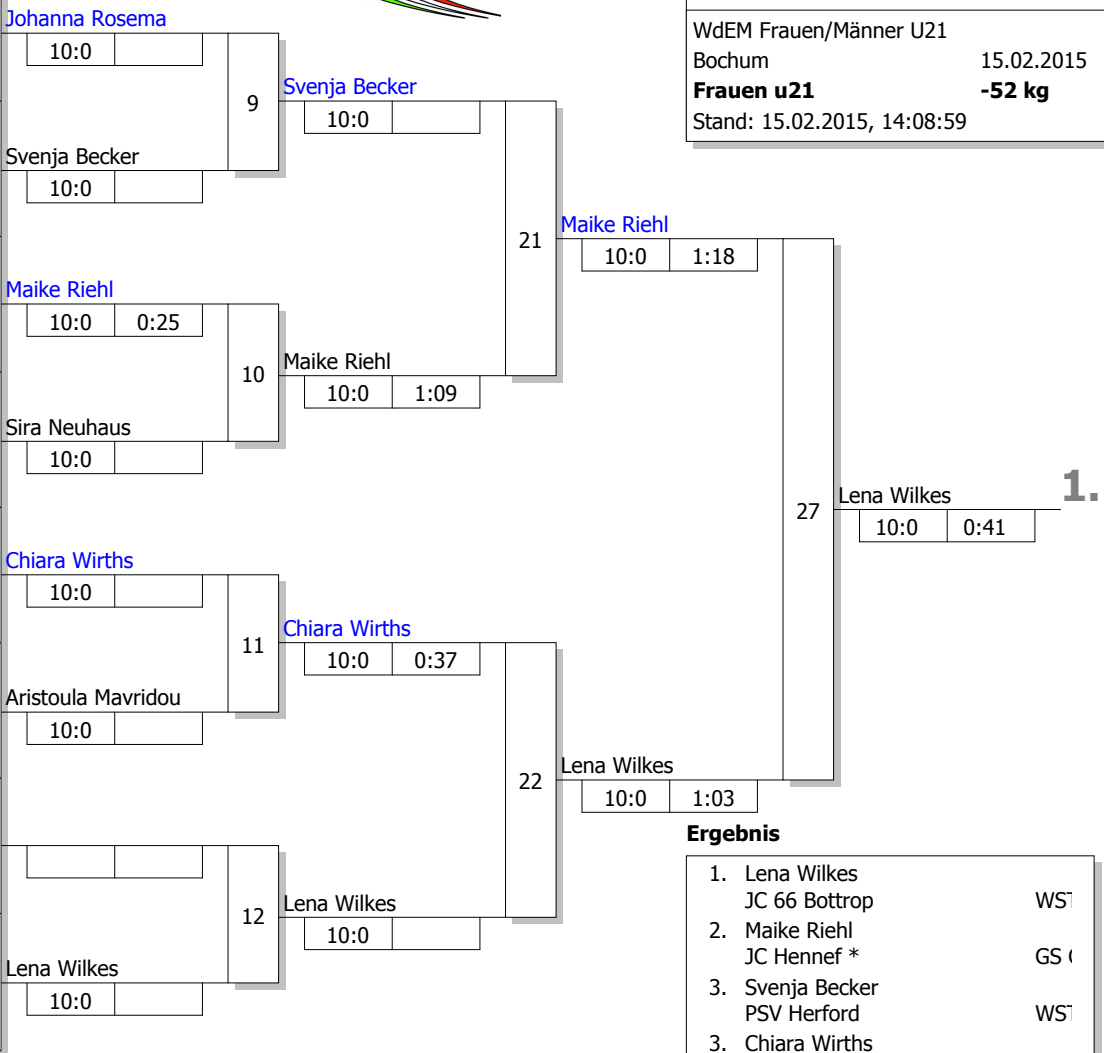 Johanna Rosema
10:0
9
Svenja Becker
10:0
Svenja Becker
10:0
21
Maike Riehl
10:0 0:25
10
Maike Riehl
10:0 1:09
Sira Neuhaus
10:0
Maike Riehl
10:0 1:18
Chiara Wirths
10:0
11
Chiara Wirths
10:0 0:37
Aristoula Mavridou
10:0
22
12
Lena Wilkes
10:0
Lena Wilkes
10:0
Lena Wilkes
10:0 1:03
27
Lena Wilkes
10:0 0:41
1.
WdEM Frauen/Männer U21
Bochum 15.02.2015
Frauen u21 -52 kg
Stand: 15.02.2015, 14:08:59
Ergebnis
1. Lena Wilkes
JC 66 Bottrop
2. Maike Riehl
JC Hennef * GS
3. Svenja Becker
PSV Herford
3. Chiara Wirths